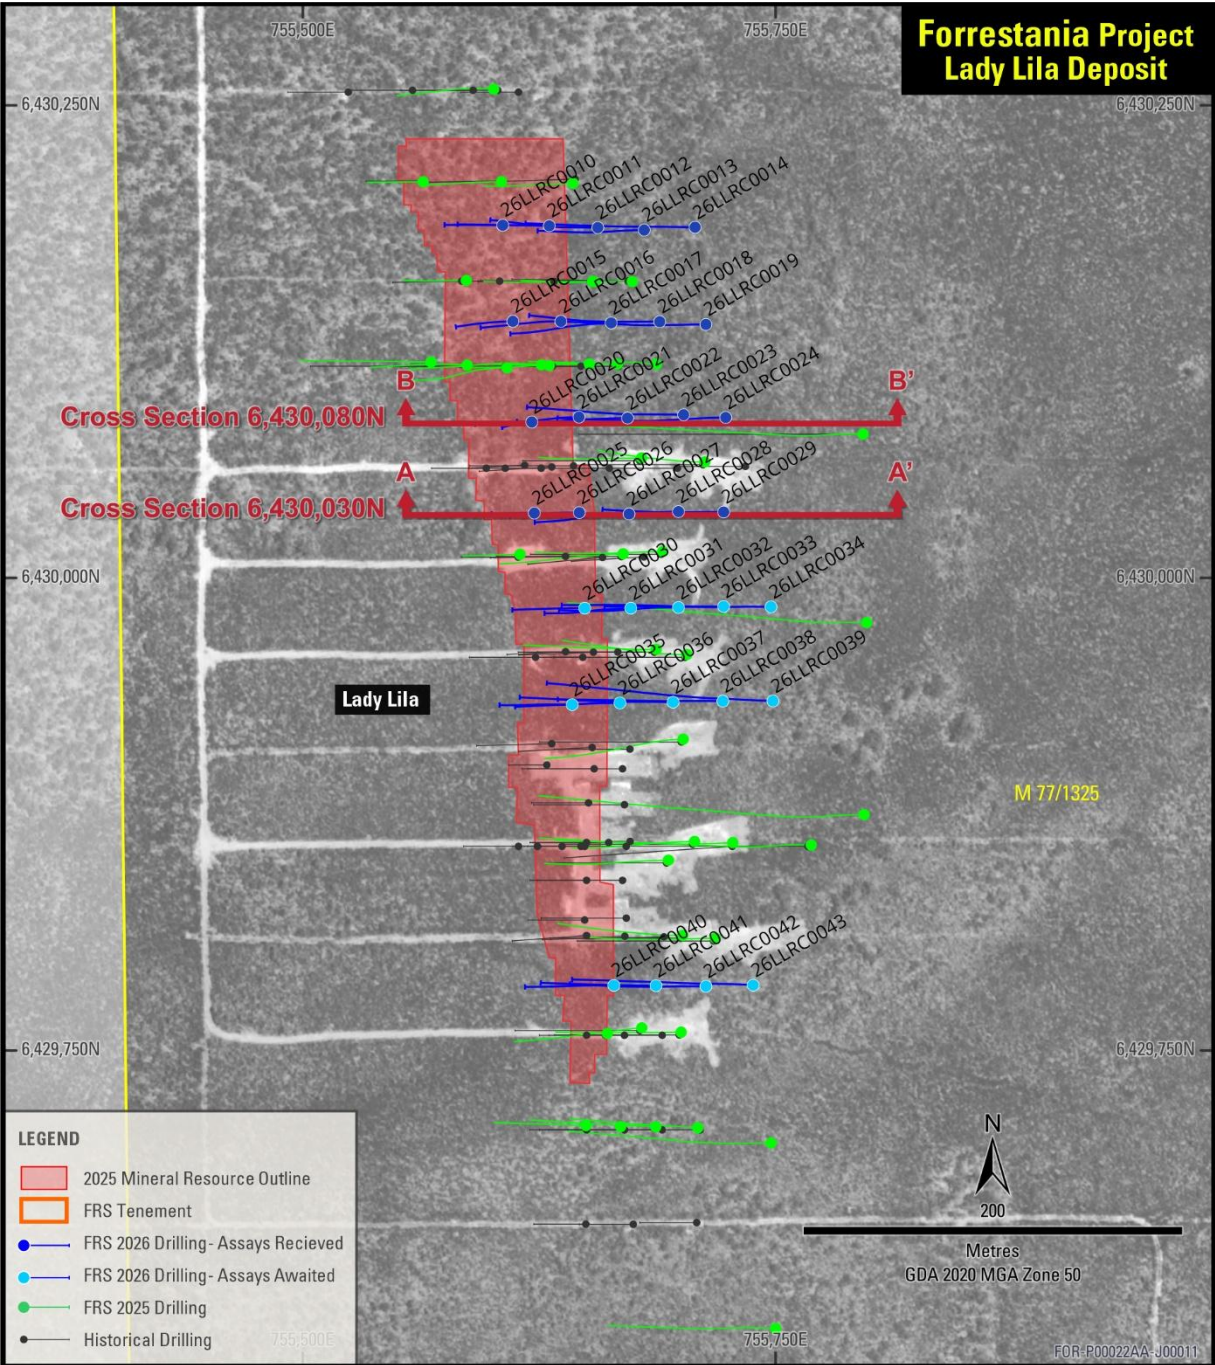 755,500E
755,750E
Forrestania Project
Lady Lila Deposit
6,430,250N
6,430,250N
26LLRC0010
26LLRC0011
26LLRC0012
26LLRC0013
26LLRC0014
26LLRC0015
26LLRC0016
26LLRC0017
26LLRC0018
26LLRC0019
26LLRC0020
26LLRC0021
26LLRC0022
26LLRC0023
26LLRC0024
B
B'
Cross Section 6,430,080N
26LLRC0025
26LLRC0026
26LLRC0027
26LLRC0028
26LLRC0029
A
A'
Cross Section 6,430,030N
6,430,000N
6,430,000N
26LLRC0030
26LLRC0031
26LLRC0032
26LLRC0033
26LLRC0034
26LLRC0035
26LLRC0036
26LLRC0037
26LLRC0038
26LLRC0039
Lady Lila
M 77/1325
26LLRC0040
26LLRC0041
26LLRC0042
26LLRC0043
6,429,750N
6,429,750N
LEGEND
2025 Mineral Resource Outline
FRS Tenement
FRS 2026 Drilling- Assays Recieved
FRS 2026 Drilling- Assays Awaited
FRS 2025 Drilling
Historical Drilling
N
200
Metres
GDA 2020 MGA Zone 50
755,500E
755,750E
FOR-P00022AA-J00011